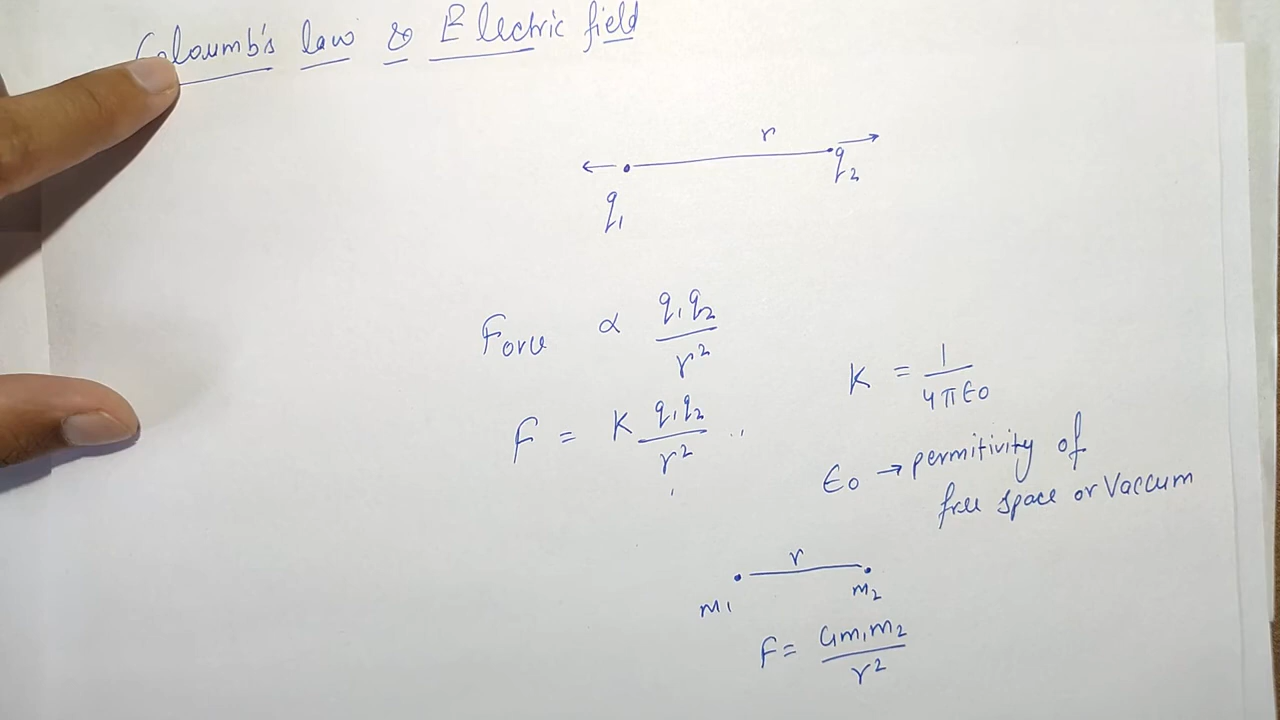 Coloumb's law & Electric field
r
q₁
q₂
Force ∝ q₁q₂/r²
F = K q₁q₂/r²
K = 1/4πϵ0
ϵ0 → permitivity of
free space or Vaccum
r
m₁
m₂
F = Gm₁m₂/r²